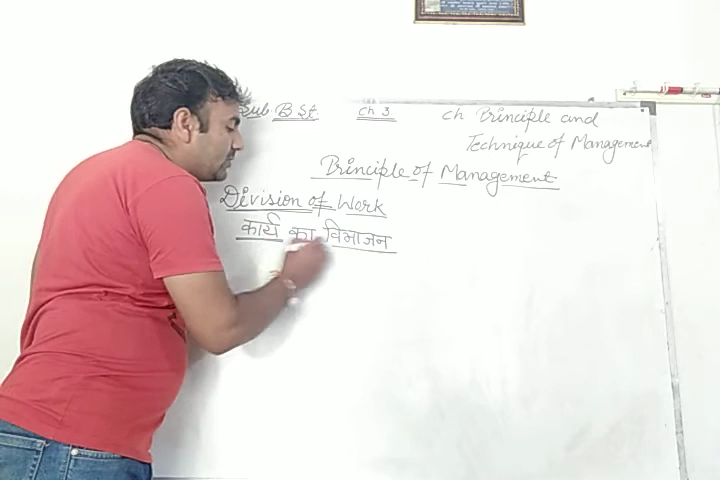 Sub. B St. Ch 3 ch Principle and
Technique of Management
Principle of Management
Division of Work
कार्य का विभाजन